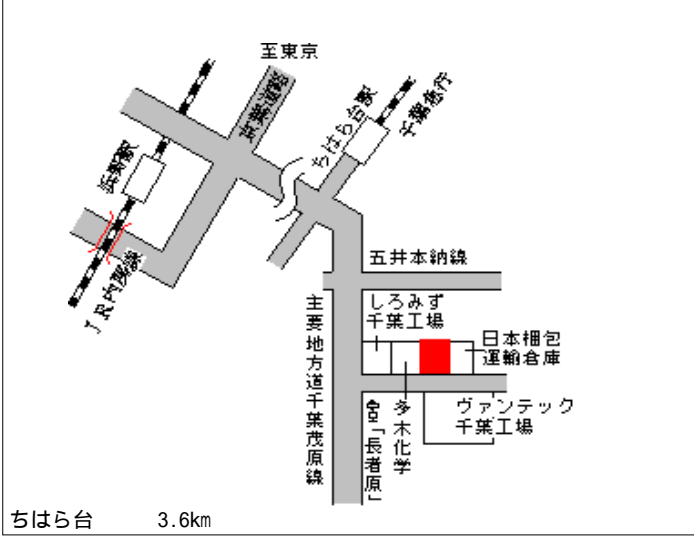 至東京
京葉道路
ちはら台駅
千葉急行
浜野駅
JR内房線
五井本納線
しろみず
千葉工場
日本梱包
運輸倉庫
主要地方道千葉茂原線
「長者原」
多木化学
ヴァンテック
千葉工場
ちはら台 3.6km